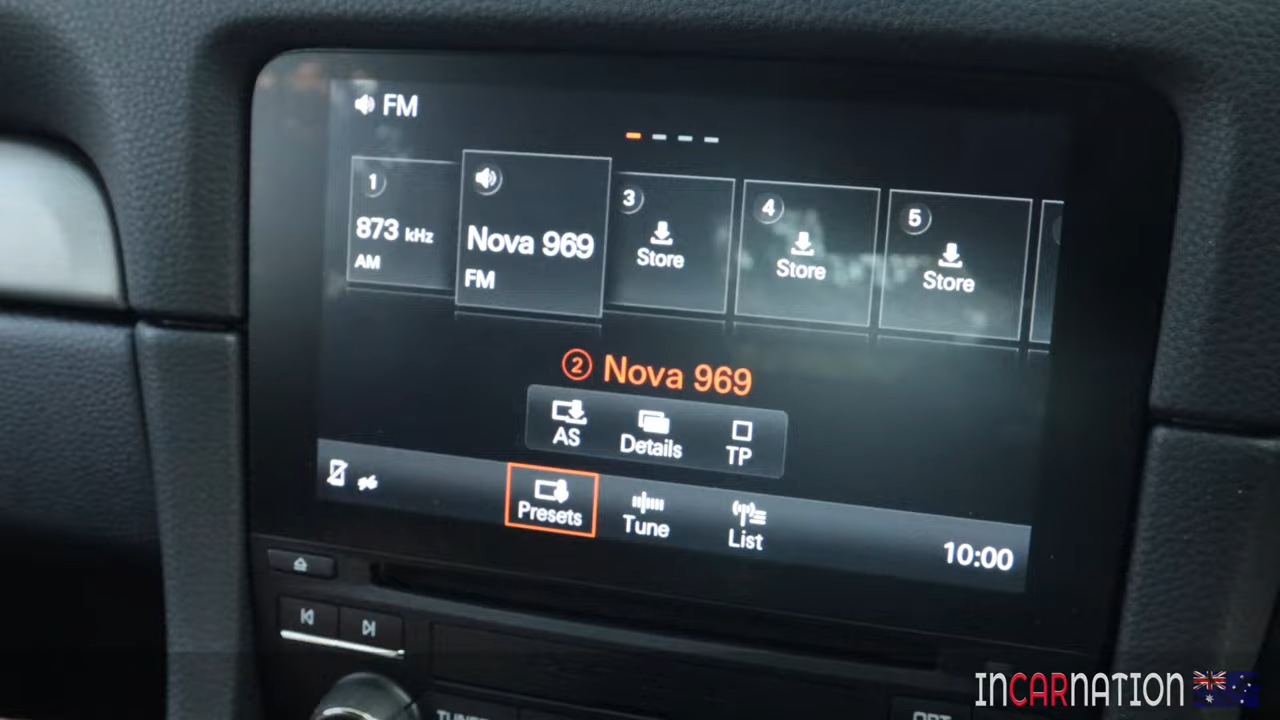 FM
1
873 kHz
AM
Nova 969
FM
3
Store
4
Store
5
Store
2 Nova 969
AS
Details
TP
Presets
Tune
List
10:00
INCARNATION